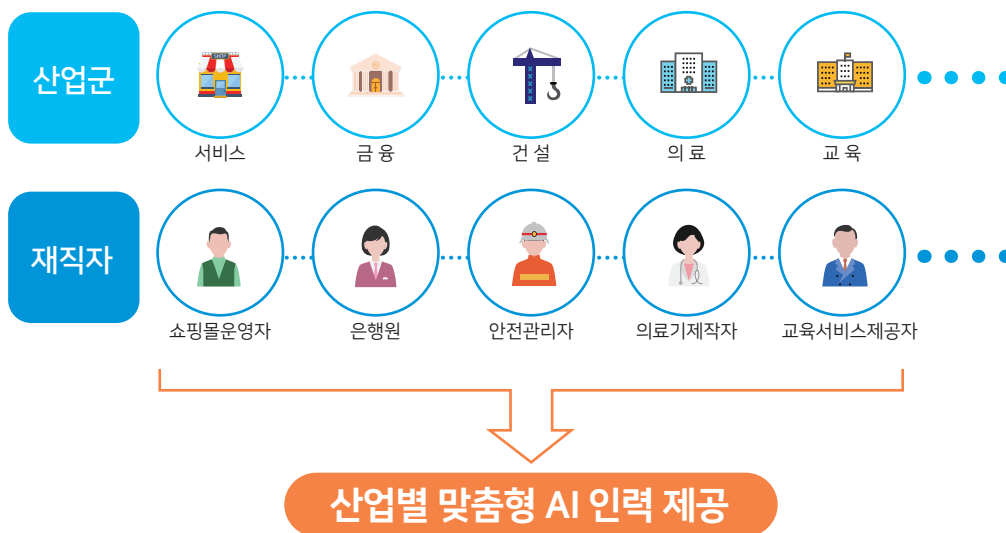 산업군
서비스
금 융
건 설
의 료
교 육
재직자
쇼핑몰운영자
은행원
안전관리자
의료기제작자
교육서비스제공자
산업별 맞춤형 AI 인력 제공